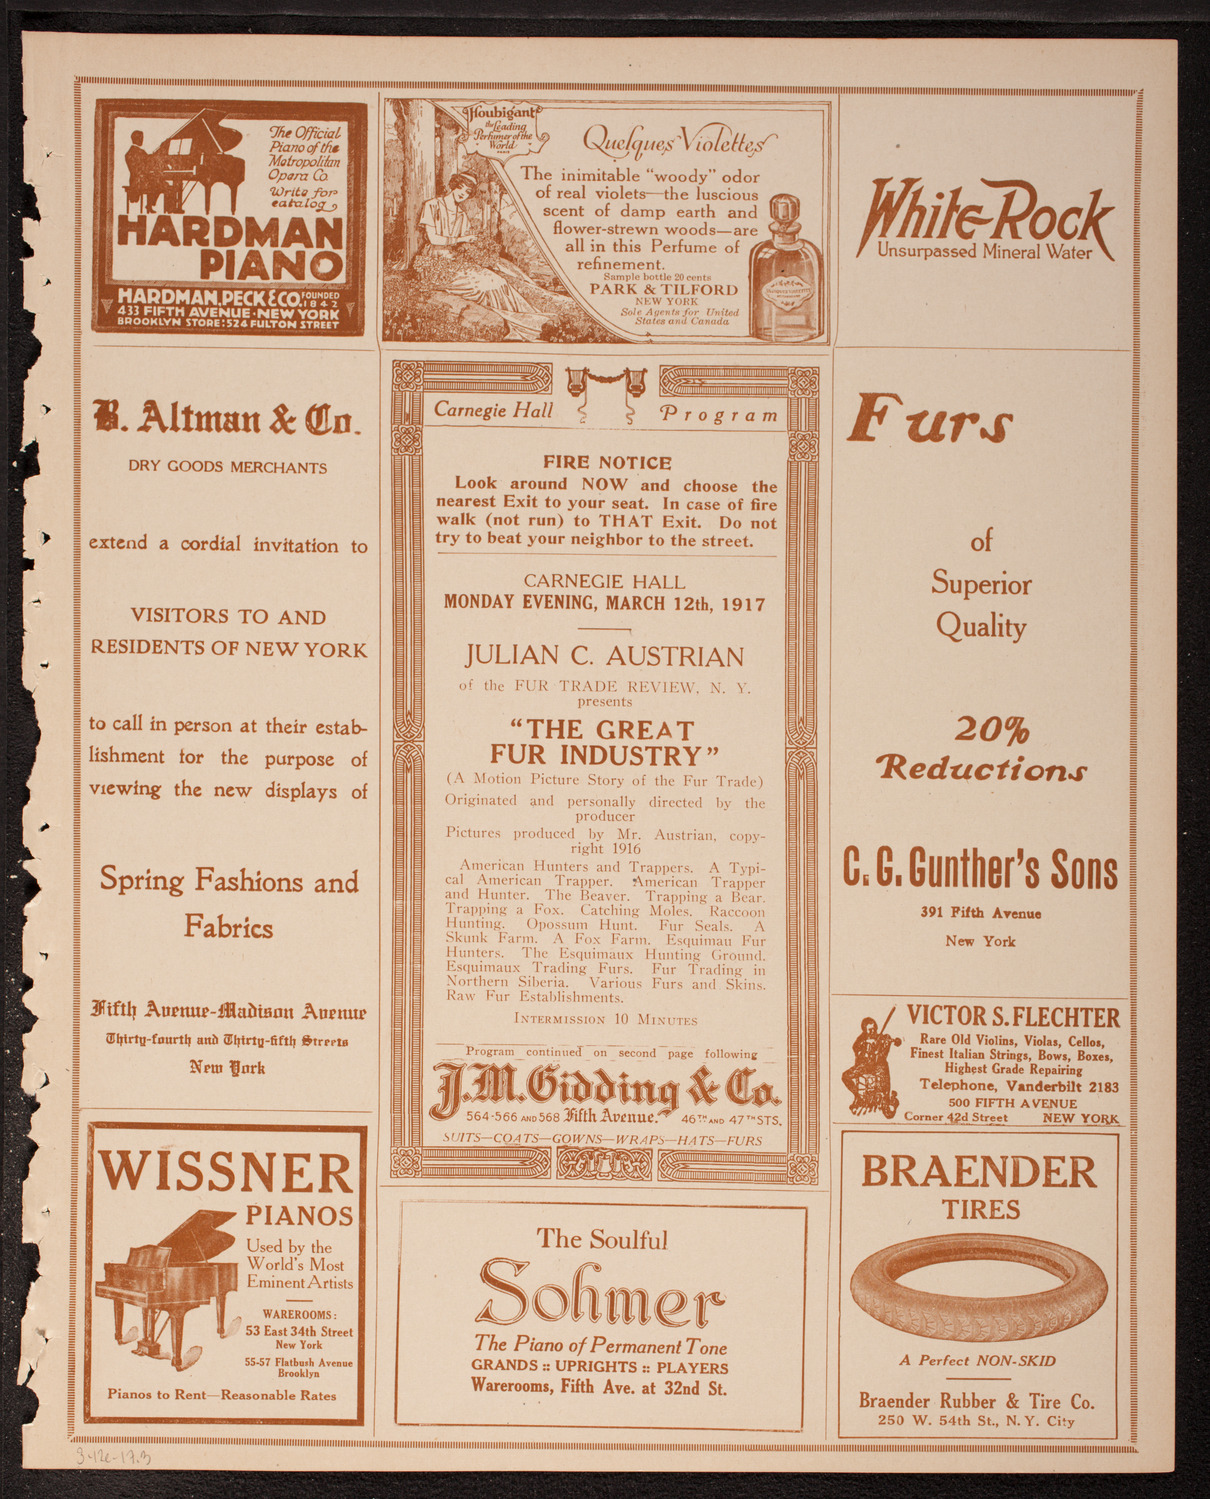 The Official
Piano of the
Metropolitan
Opera Co.
Write for
catalog
HARDMAN
PIANO
HARDMAN, PECK & CO. FOUNDED 1842
433 FIFTH AVENUE · NEW YORK
BROOKLYN STORE: 524 FULTON STREET
Houbigant
the Leading
Perfumer of the
World
PARIS
Quelques Violettes
The inimitable "woody" odor
of real violets—the luscious
scent of damp earth and
flower-strewn woods—are
all in this Perfume of
refinement.
Sample bottle 20 cents
PARK & TILFORD
NEW YORK
Sole Agents for United
States and Canada
White Rock
Unsurpassed Mineral Water
B. Altman & Co.
DRY GOODS MERCHANTS
extend a cordial invitation to
VISITORS TO AND
RESIDENTS OF NEW YORK
to call in person at their estab-
lishment for the purpose of
viewing the new displays of
Spring Fashions and
Fabrics
Fifth Avenue-Madison Avenue
Thirty-fourth and Thirty-fifth Streets
New York
Carnegie Hall Program
FIRE NOTICE
Look around NOW and choose the
nearest Exit to your seat. In case of fire
walk (not run) to THAT Exit. Do not
try to beat your neighbor to the street.
CARNEGIE HALL
MONDAY EVENING, MARCH 12th, 1917
JULIAN C. AUSTRIAN
of the FUR TRADE REVIEW, N. Y.
presents
"THE GREAT
FUR INDUSTRY"
(A Motion Picture Story of the Fur Trade)
Originated and personally directed by the
producer
Pictures produced by Mr. Austrian, copy-
right 1916
American Hunters and Trappers. A Typi-
cal American Trapper. American Trapper
and Hunter. The Beaver. Trapping a Bear.
Trapping a Fox. Catching Moles. Raccoon
Hunting. Opossum Hunt. Fur Seals. A
Skunk Farm. A Fox Farm. Esquimau Fur
Hunters. The Esquimaux Hunting Ground.
Esquimaux Trading Furs. Fur Trading in
Northern Siberia. Various Furs and Skins.
Raw Fur Establishments.
INTERMISSION 10 MINUTES
Program continued on second page following
J. M. Gidding & Co.
564-566 AND 568 Fifth Avenue. 46TH AND 47TH STS.
SUITS—COATS—GOWNS—WRAPS—HATS—FURS
Furs
of
Superior
Quality
20%
Reductions
C. G. Gunther's Sons
391 Fifth Avenue
New York
VICTOR S. FLECHTER
Rare Old Violins, Violas, Cellos,
Finest Italian Strings, Bows, Boxes,
Highest Grade Repairing
Telephone, Vanderbilt 2183
500 FIFTH AVENUE
Corner 42d Street NEW YORK
WISSNER
PIANOS
Used by the
World's Most
Eminent Artists
WAREROOMS:
53 East 34th Street
New York
55-57 Flatbush Avenue
Brooklyn
Pianos to Rent—Reasonable Rates
The Soulful
Sohmer
The Piano of Permanent Tone
GRANDS :: UPRIGHTS :: PLAYERS
Warerooms, Fifth Ave. at 32nd St.
BRAENDER
TIRES
A Perfect NON-SKID
Braender Rubber & Tire Co.
250 W. 54th St., N. Y. City
3-12e-17.3